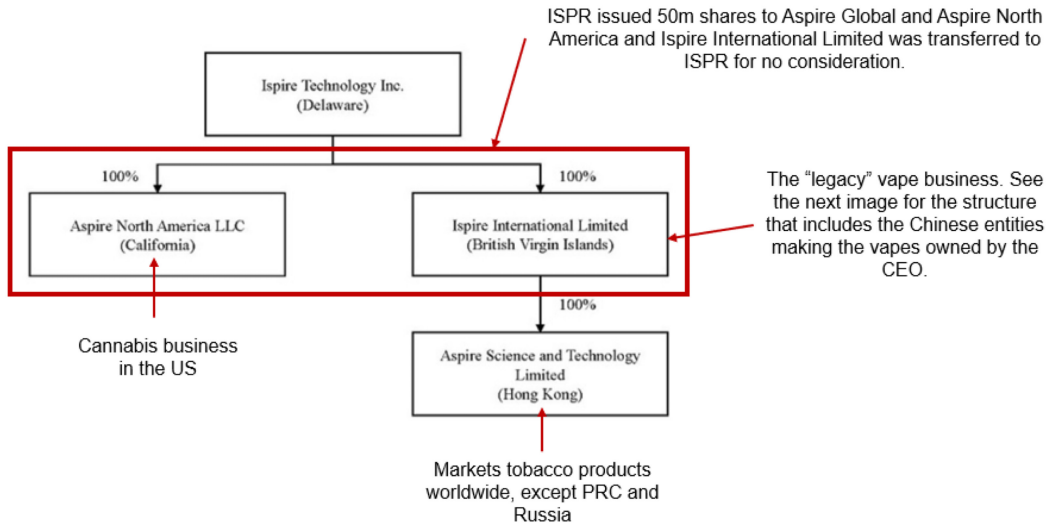 ISPR issued 50m shares to Aspire Global and Aspire North
America and Ispire International Limited was transferred to
ISPR for no consideration.
Ispire Technology Inc.
(Delaware)
100%
100%
Aspire North America LLC
(California)
Ispire International Limited
(British Virgin Islands)
The “legacy” vape business. See
the next image for the structure
that includes the Chinese entities
making the vapes owned by the
CEO.
100%
Cannabis business
in the US
Aspire Science and Technology
Limited
(Hong Kong)
Markets tobacco products
worldwide, except PRC and
Russia